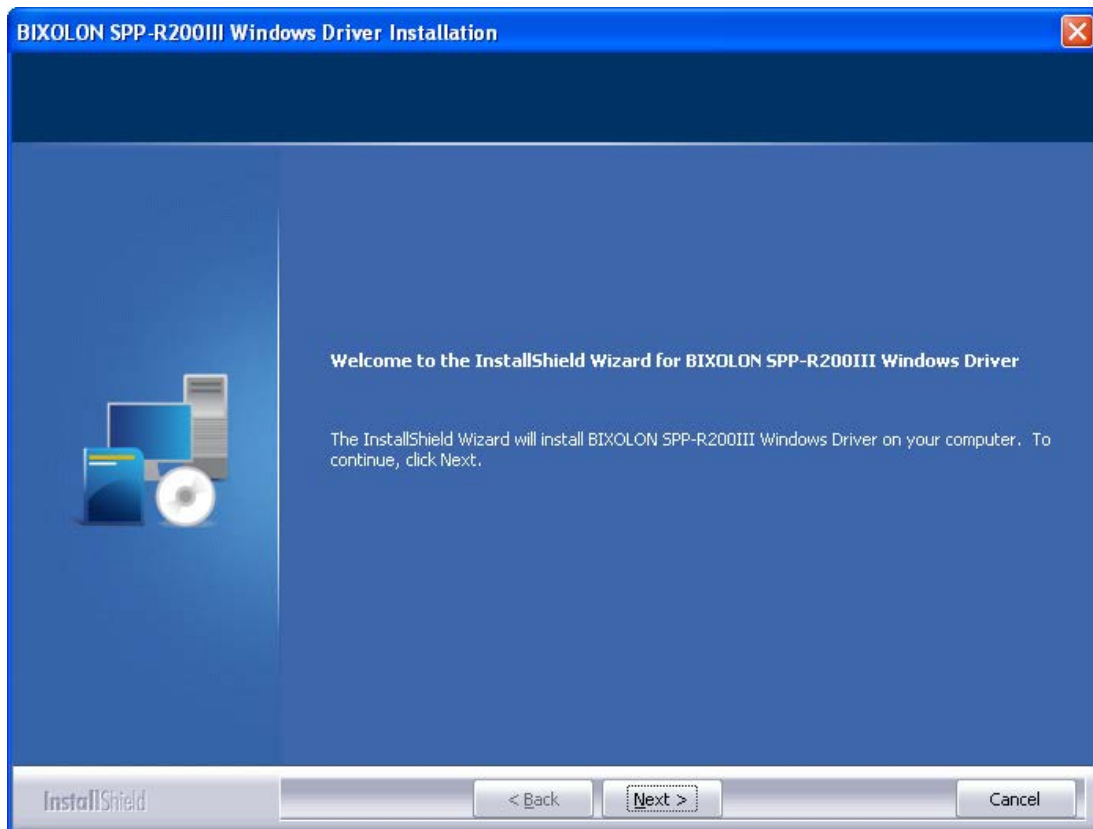 BIXOLON SPP-R200III Windows Driver Installation
Welcome to the InstallShield Wizard for BIXOLON SPP-R200III Windows Driver
The InstallShield Wizard will install BIXOLON SPP-R200III Windows Driver on your computer. To
continue, click Next.
InstallShield
< Back
Next >
Cancel